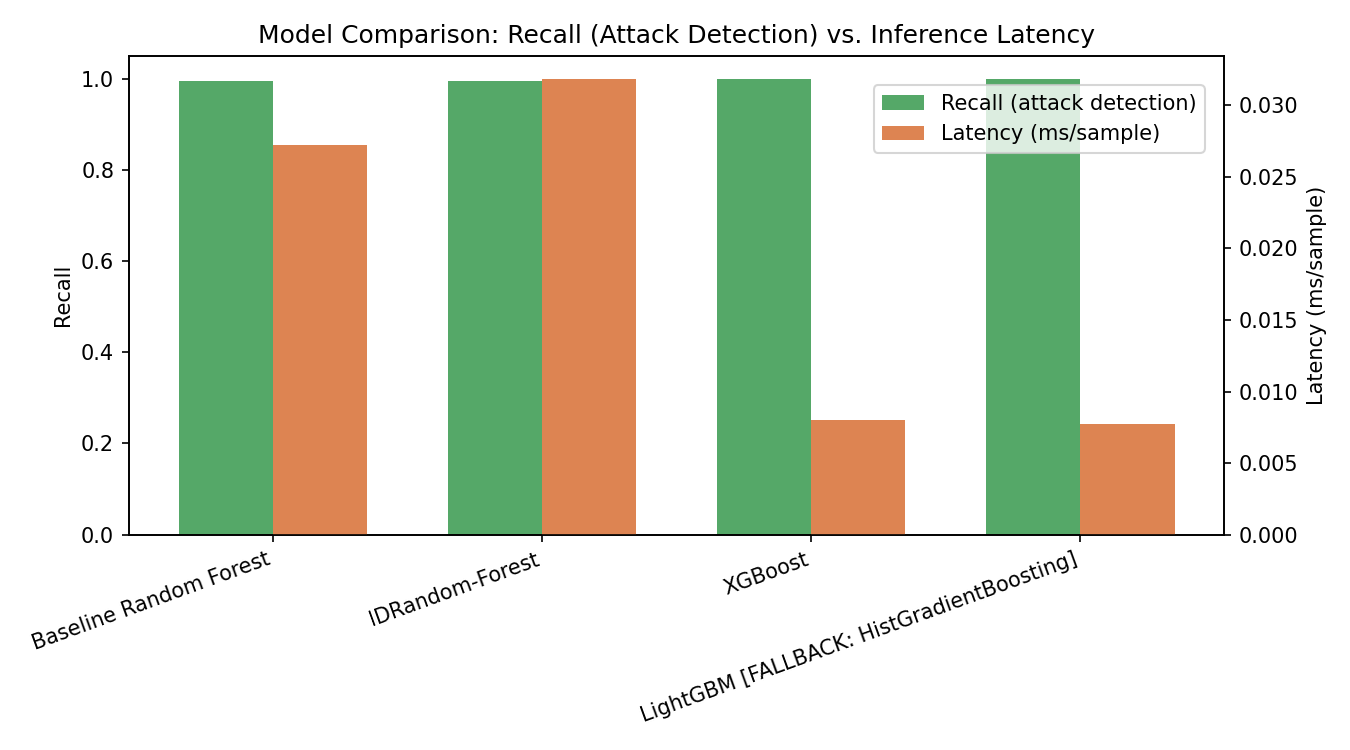 Model Comparison: Recall (Attack Detection) vs. Inference Latency
Recall (attack detection)
Latency (ms/sample)
Recall
1.0
0.8
0.6
0.4
0.2
0.0
Latency (ms/sample)
0.030
0.025
0.020
0.015
0.010
0.005
0.000
Baseline Random Forest
IDRandom-Forest
XGBoost
LightGBM [FALLBACK: HistGradientBoosting]